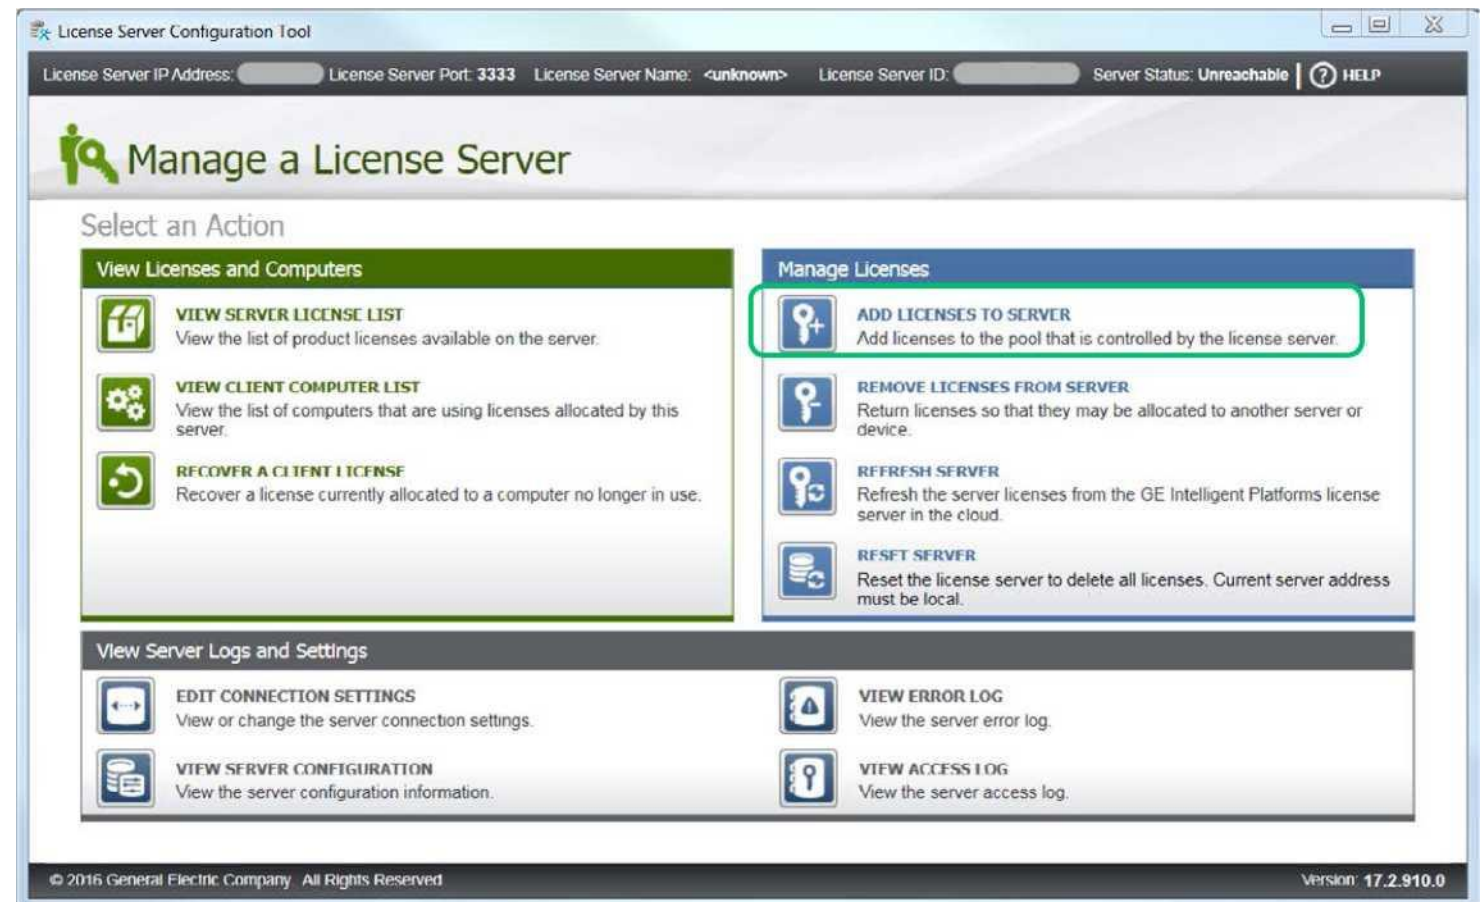 License Server Configuration Tool
License Server IP Address: License Server Port: 3333 License Server Name: <unknown> License Server ID: Server Status: Unreachable | ? HELP
Manage a License Server
Select an Action
View Licenses and Computers
VIEW SERVER LICENSE LIST
View the list of product licenses available on the server.
VIEW CLIENT COMPUTER LIST
View the list of computers that are using licenses allocated by this
server.
RECOVER A CLIENT LICENSE
Recover a license currently allocated to a computer no longer in use.
Manage Licenses
ADD LICENSES TO SERVER
Add licenses to the pool that is controlled by the license server.
REMOVE LICENSES FROM SERVER
Return licenses so that they may be allocated to another server or
device.
REFRESH SERVER
Refresh the server licenses from the GE Intelligent Platforms license
server in the cloud.
RESET SERVER
Reset the license server to delete all licenses. Current server address
must be local.
View Server Logs and Settings
EDIT CONNECTION SETTINGS
View or change the server connection settings.
VIEW SERVER CONFIGURATION
View the server configuration information.
VIEW ERROR LOG
View the server error log.
VIEW ACCESS LOG
View the server access log.
© 2016 General Electric Company All Rights Reserved
Version: 17.2.910.0